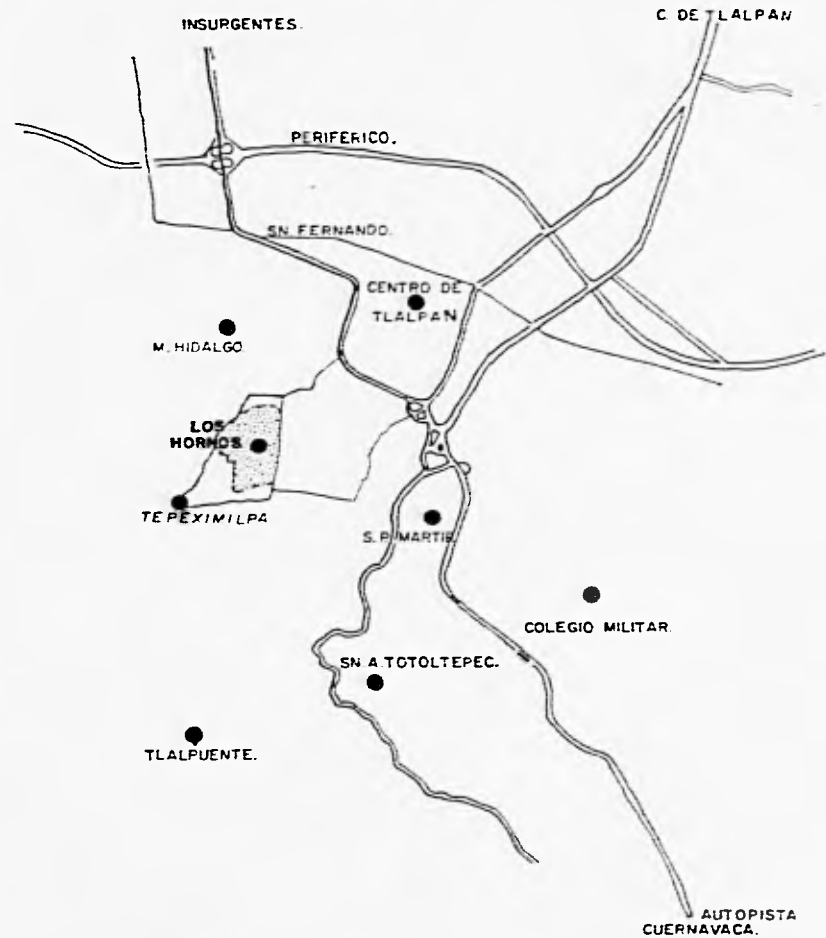 INSURGENTES.
C. DE TLALPAN
PERIFERICO.
SN. FERNANDO.
CENTRO DE
TLALPAN
M. HIDALGO.
LOS
HORNOS
TEPEXIMILPA
S. P. MARTIR.
COLEGIO MILITAR.
SN. A. TOTOLTEPEC.
TLALPUENTE.
AUTOPISTA
CUERNAVACA.